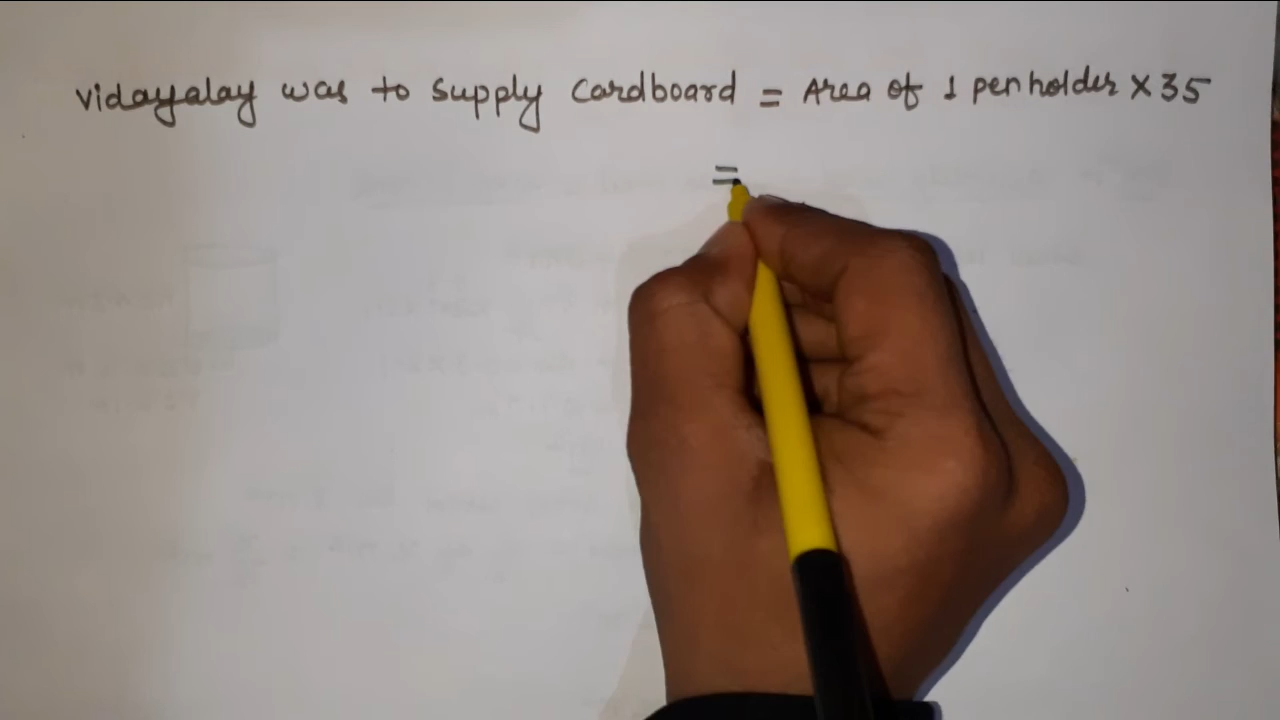 vidayalay was to supply cardboard = Area of 1 penholder × 35
=